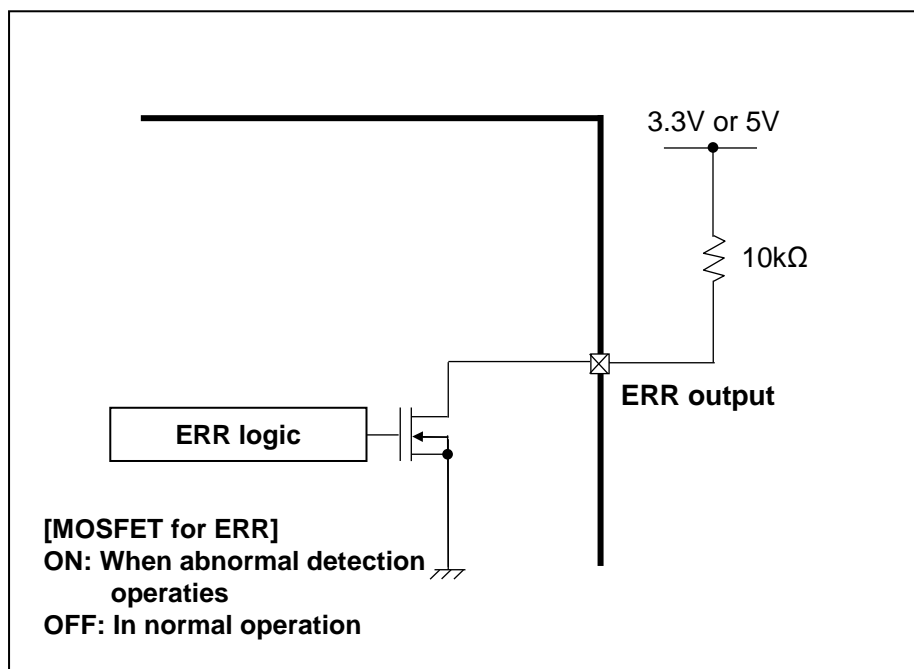 3.3V or 5V
10kΩ
ERR output
ERR logic
[MOSFET for ERR]
ON: When abnormal detection
operaties
OFF: In normal operation